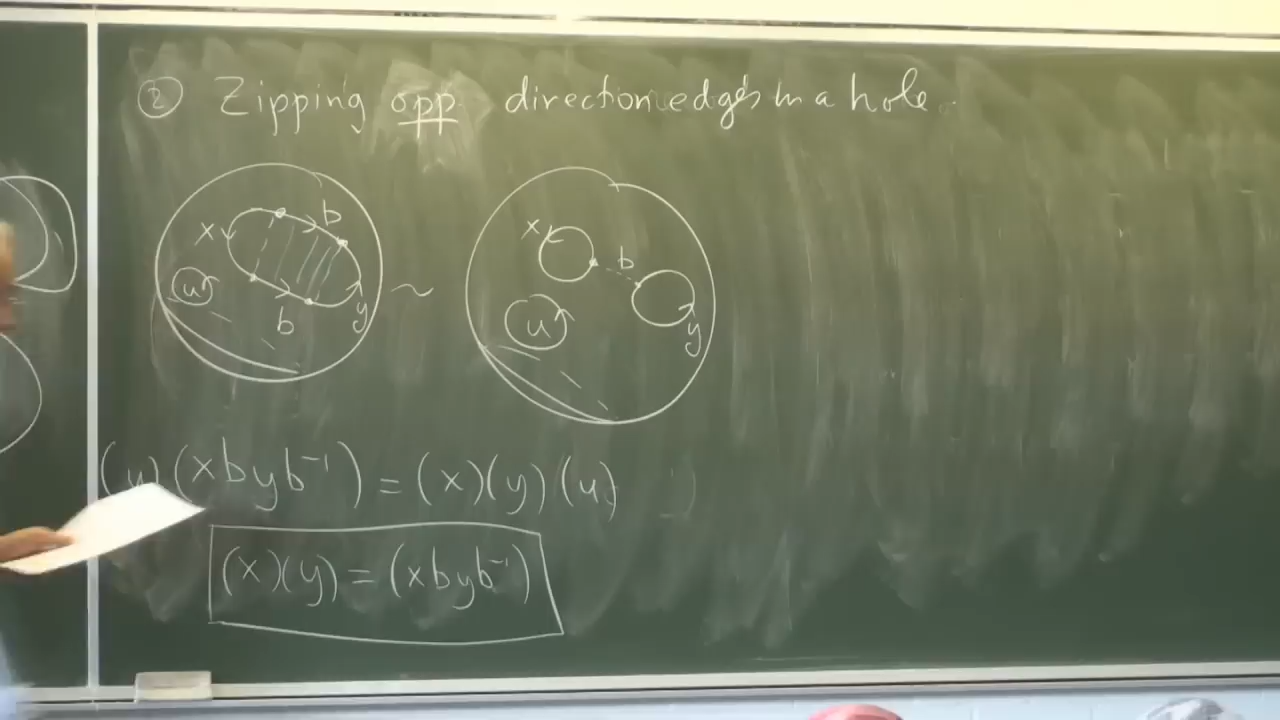 ② Zipping opp direction edges in a hole.
x b
u
b y
~
x b
u y
(u)(xbyb⁻¹) = (x)(y)(u)
(x)(y) = (xbyb⁻¹)